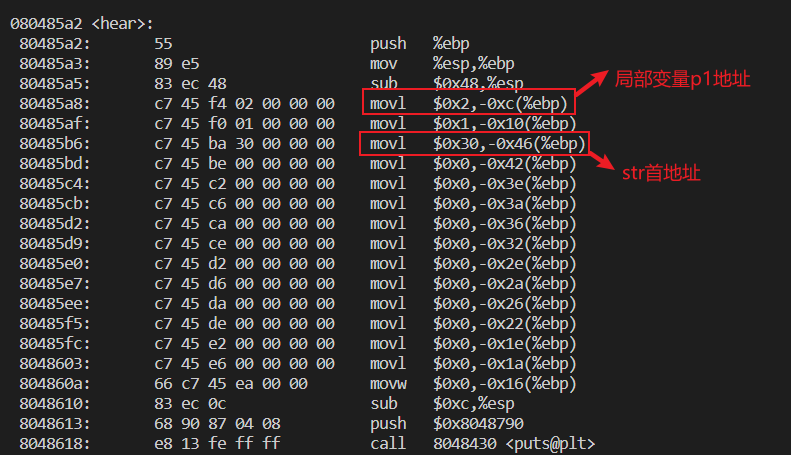 080485a2 <hear>:
80485a2: 55 push %ebp
80485a3: 89 e5 mov %esp,%ebp
80485a5: 83 ec 48 sub $0x48,%esp
80485a8: c7 45 f4 02 00 00 00 movl $0x2,-0xc(%ebp)
局部变量p1地址
80485af: c7 45 f0 01 00 00 00 movl $0x1,-0x10(%ebp)
80485b6: c7 45 ba 30 00 00 00 movl $0x30,-0x46(%ebp)
80485bd: c7 45 be 00 00 00 00 movl $0x0,-0x42(%ebp)
str首地址
80485c4: c7 45 c2 00 00 00 00 movl $0x0,-0x3e(%ebp)
80485cb: c7 45 c6 00 00 00 00 movl $0x0,-0x3a(%ebp)
80485d2: c7 45 ca 00 00 00 00 movl $0x0,-0x36(%ebp)
80485d9: c7 45 ce 00 00 00 00 movl $0x0,-0x32(%ebp)
80485e0: c7 45 d2 00 00 00 00 movl $0x0,-0x2e(%ebp)
80485e7: c7 45 d6 00 00 00 00 movl $0x0,-0x2a(%ebp)
80485ee: c7 45 da 00 00 00 00 movl $0x0,-0x26(%ebp)
80485f5: c7 45 de 00 00 00 00 movl $0x0,-0x22(%ebp)
80485fc: c7 45 e2 00 00 00 00 movl $0x0,-0x1e(%ebp)
8048603: c7 45 e6 00 00 00 00 movl $0x0,-0x1a(%ebp)
804860a: 66 c7 45 ea 00 00 movw $0x0,-0x16(%ebp)
8048610: 83 ec 0c sub $0xc,%esp
8048613: 68 90 87 04 08 push $0x8048790
8048618: e8 13 fe ff ff call 8048430 <puts@plt>